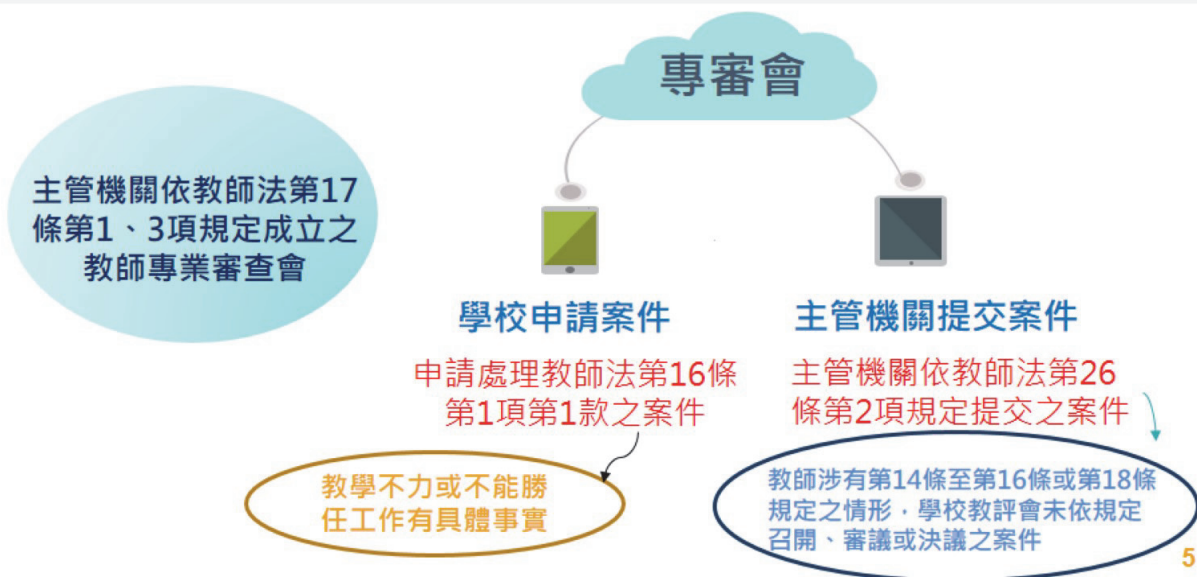 專審會
主管機關依教師法第17
條第1、3項規定成立之
教師專業審查會
學校申請案件
申請處理教師法第16條
第1項第1款之案件
教學不力或不能勝
任工作有具體事實
主管機關提交案件
主管機關依教師法第26
條第2項規定提交之案件
教師涉有第14條至第16條或第18條
規定之情形，學校教評會未依規定
召開、審議或決議之案件
5